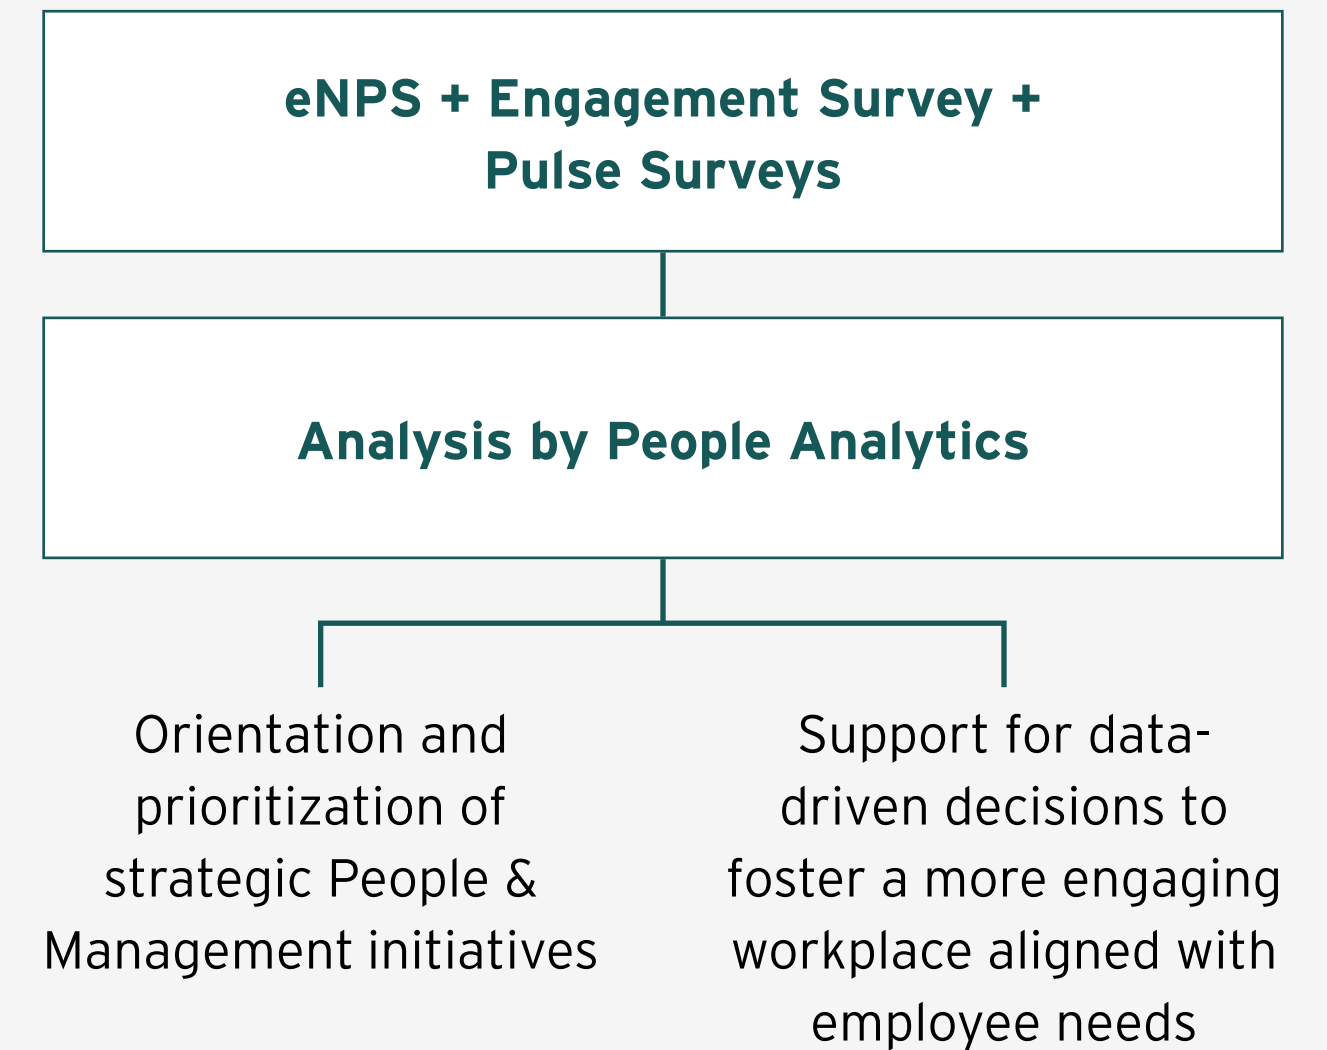 eNPS + Engagement Survey +
Pulse Surveys
Analysis by People Analytics
Orientation and
prioritization of
strategic People &
Management initiatives
Support for data-
driven decisions to
foster a more engaging
workplace aligned with
employee needs